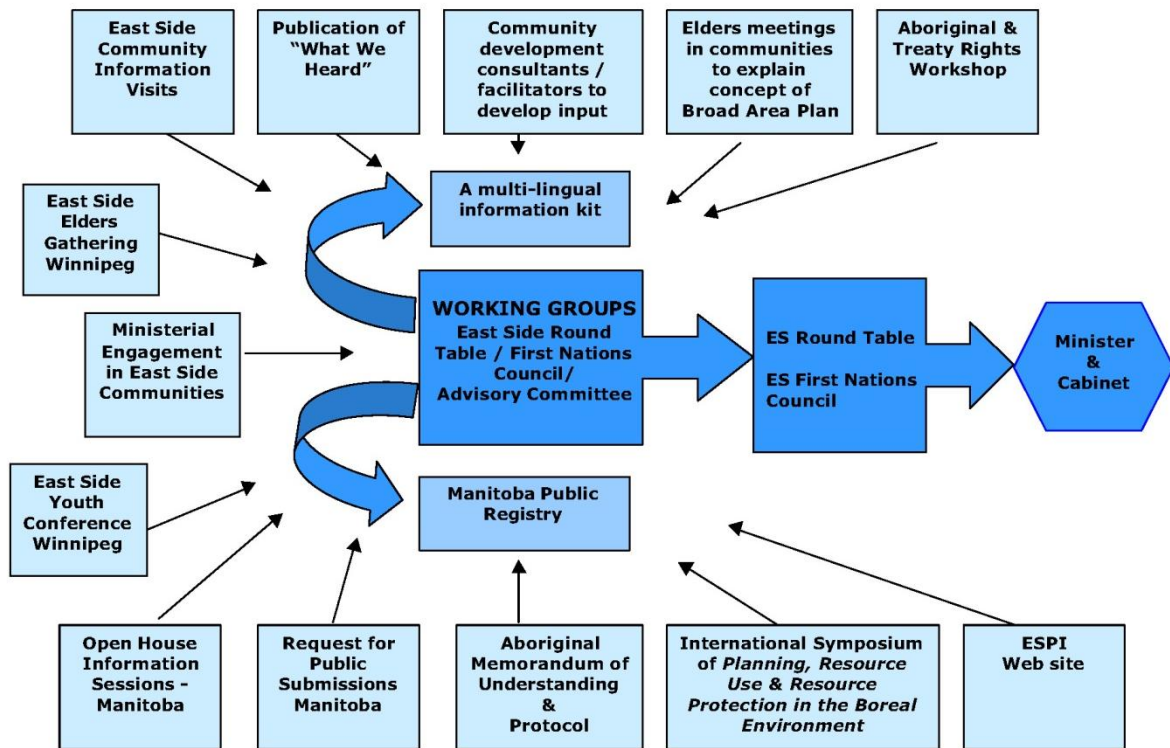 East Side
Community
Information
Visits
Publication of
“What We
Heard”
Community
development
consultants /
facilitators to
develop input
Elders meetings
in communities
to explain
concept of
Broad Area Plan
Aboriginal &
Treaty Rights
Workshop
A multi-lingual
information kit
East Side
Elders
Gathering
Winnipeg
WORKING GROUPS
East Side Round
Table / First Nations
Council/
Advisory Committee
ES Round Table
ES First Nations
Council
Minister
&
Cabinet
Ministerial
Engagement
in East Side
Communities
East Side
Youth
Conference
Winnipeg
Manitoba Public
Registry
Open House
Information
Sessions -
Manitoba
Request for
Public
Submissions
Manitoba
Aboriginal
Memorandum of
Understanding
&
Protocol
International Symposium
of Planning, Resource
Use & Resource
Protection in the Boreal
Environment
ESPI
Web site